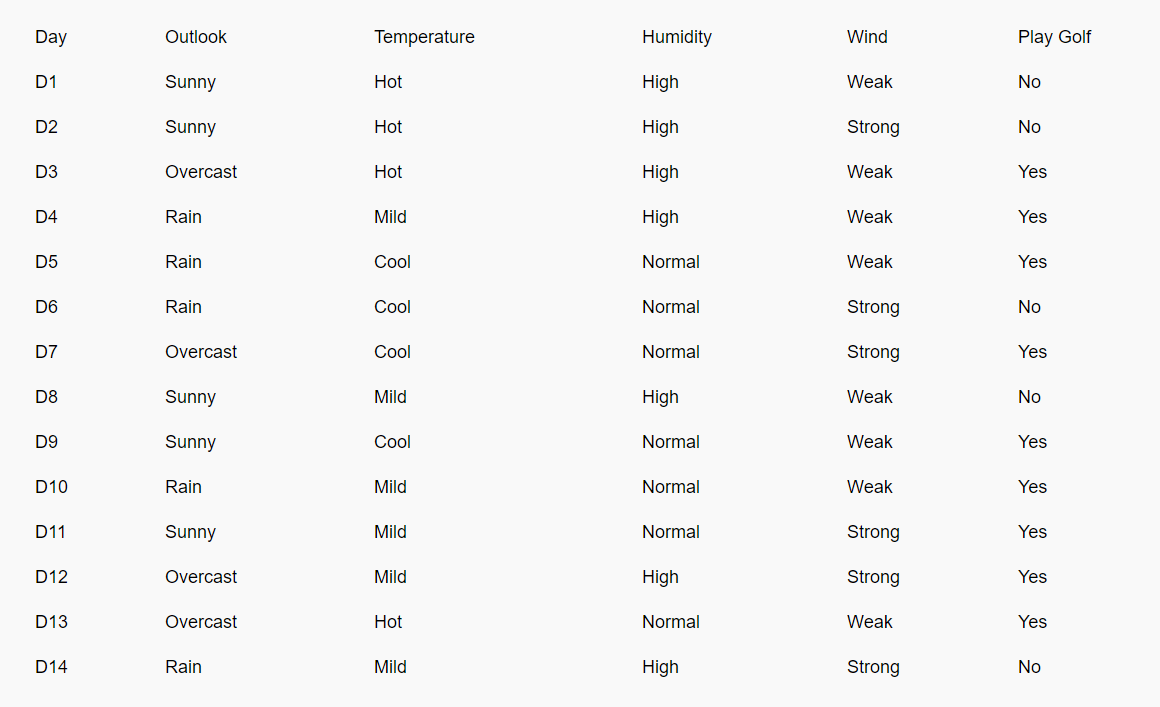 Day Outlook Temperature Humidity Wind Play Golf
D1 Sunny Hot High Weak No
D2 Sunny Hot High Strong No
D3 Overcast Hot High Weak Yes
D4 Rain Mild High Weak Yes
D5 Rain Cool Normal Weak Yes
D6 Rain Cool Normal Strong No
D7 Overcast Cool Normal Strong Yes
D8 Sunny Mild High Weak No
D9 Sunny Cool Normal Weak Yes
D10 Rain Mild Normal Weak Yes
D11 Sunny Mild Normal Strong Yes
D12 Overcast Mild High Strong Yes
D13 Overcast Hot Normal Weak Yes
D14 Rain Mild High Strong No